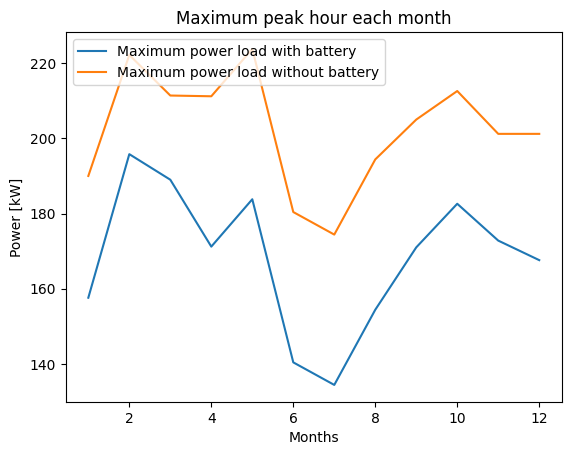 Maximum peak hour each month
Maximum power load with battery
Maximum power load without battery
220
200
180
160
140
Power [kW]
2 4 6 8 10 12
Months